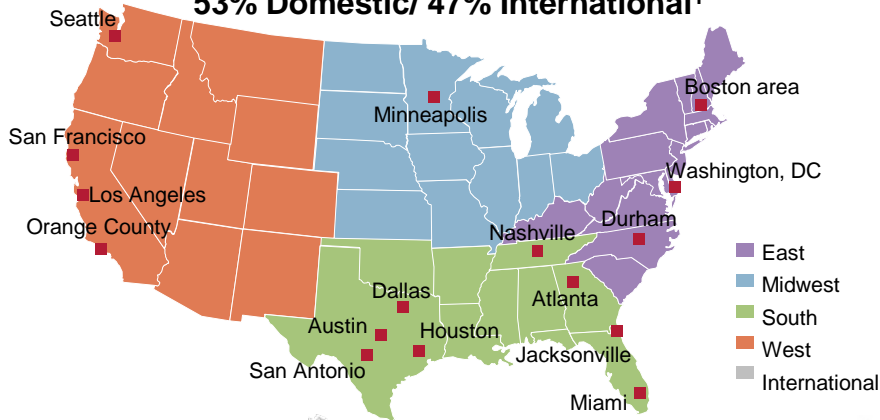 53% Domestic/ 47% International¹
Seattle
Boston area
Minneapolis
San Francisco
Washington, DC
Los Angeles
Orange County
Durham
Nashville
East
Midwest
Dallas
Atlanta
South
Austin
Houston
West
Jacksonville
San Antonio
International
Miami